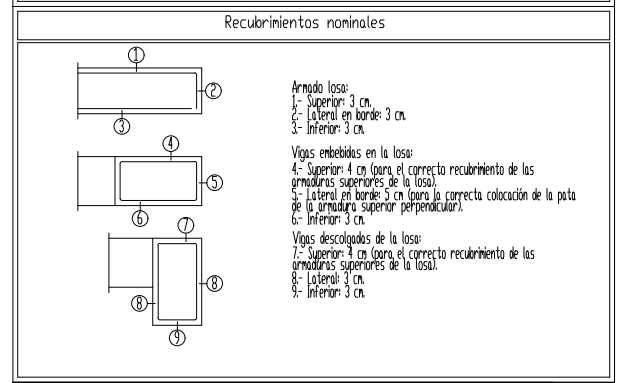 Recubrimientos nominales
1
2
3
Armado losa:
1.- Superior: 3 cm.
2.- Lateral en borde: 3 cm.
3.- Inferior: 3 cm.
4
5
6
Vigas embebidas en la losa:
4.- Superior: 4 cm (para el correcto recubrimiento de las
armaduras superiores de la losa).
5.- Lateral en borde: 5 cm (para la correcta colocación de la pata
de la armadura superior perpendicular).
6.- Inferior: 3 cm.
7
8
8
9
Vigas descolgadas de la losa:
7.- Superior: 4 cm (para el correcto recubrimiento de las
armaduras superiores de la losa).
8.- Lateral: 3 cm.
9.- Inferior: 3 cm.